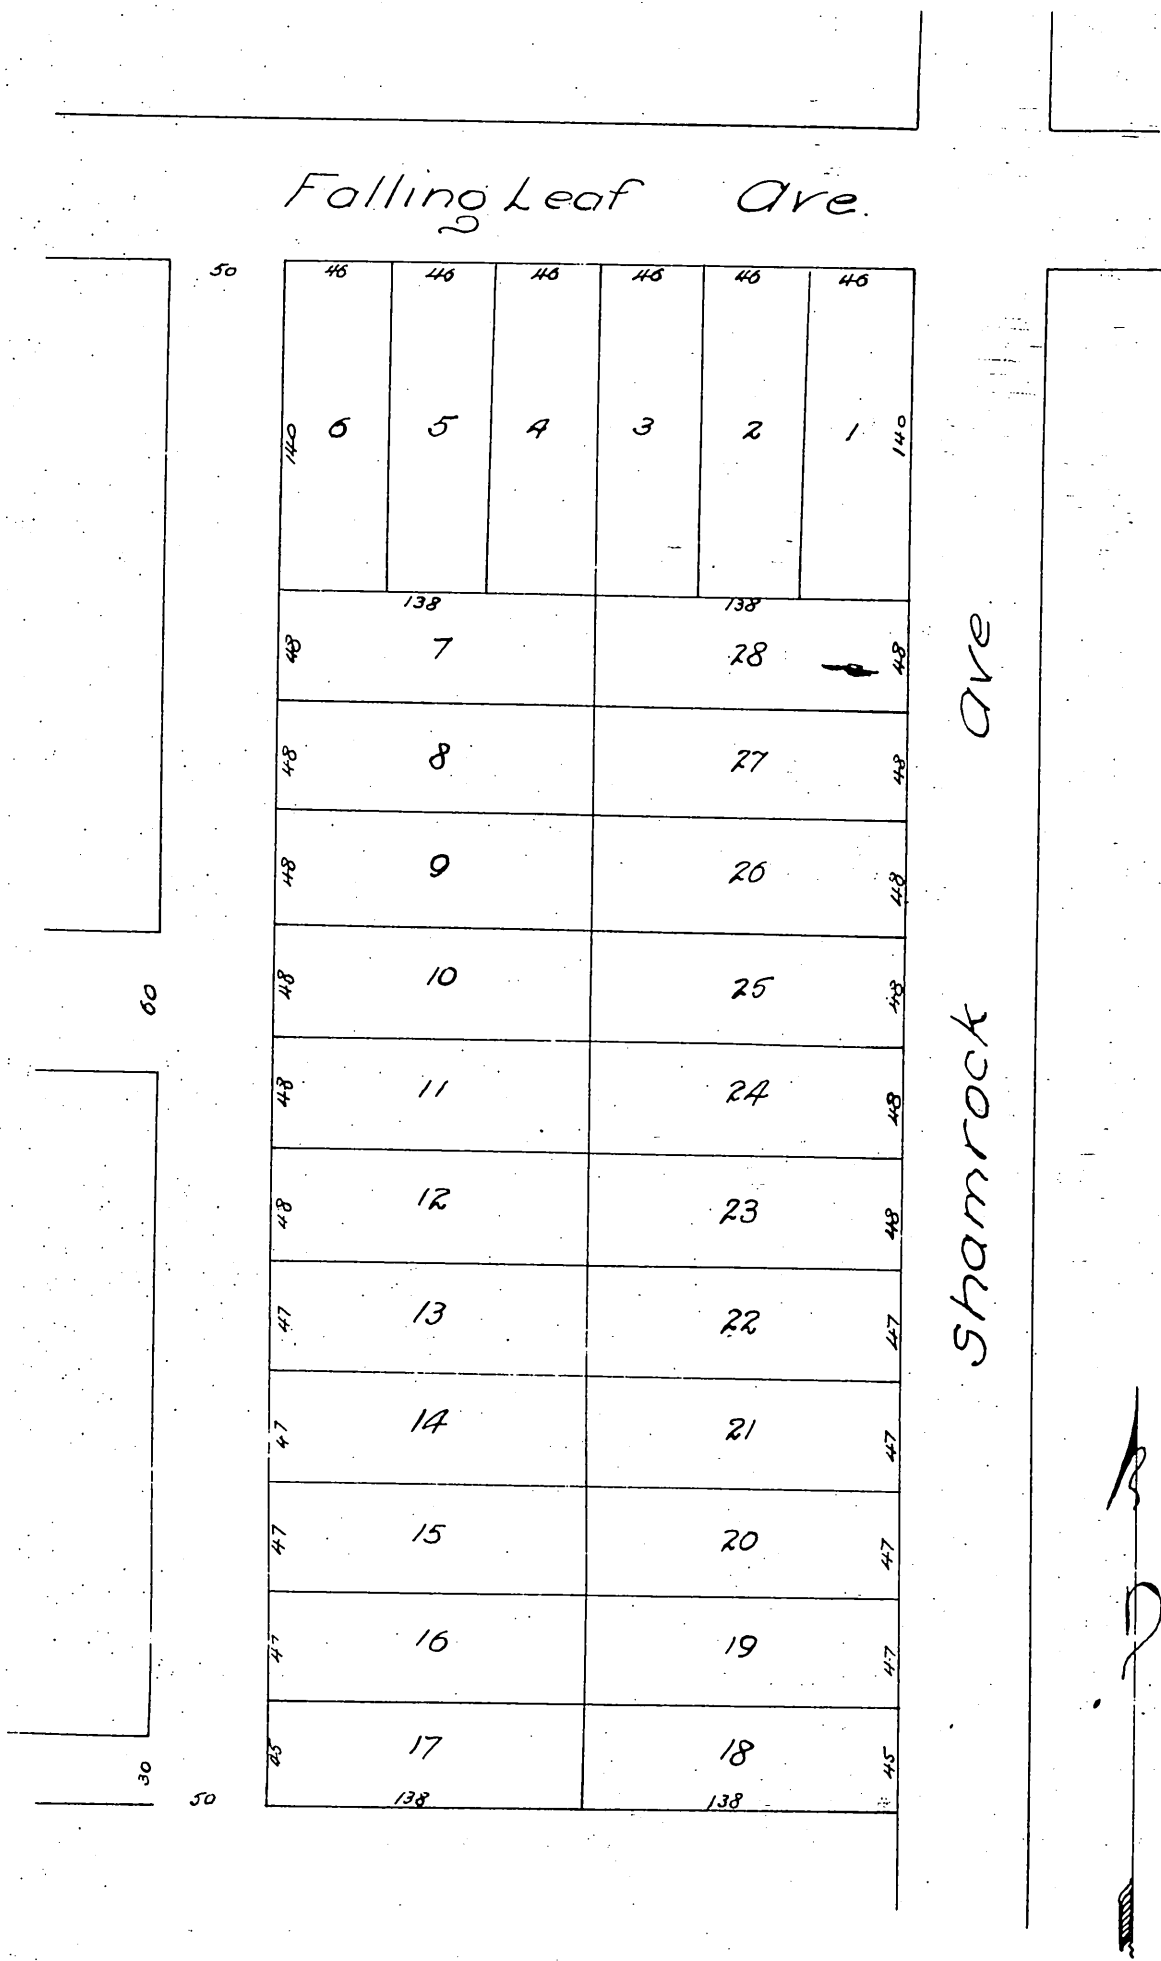 Falling Leaf Ave.
50 46 46 46 46 46 46
140 6 5 4 3 2 1 140
138 138
48 7 28 48
48 8 27 48
48 9 26 48
48 10 25 48
60
48 11 24 48
48 12 23 48
47 13 22 47
47 14 21 47
47 15 20 47
47 16 19 47
45 17 18 45
30
50 138 138
Shamrock Ave.